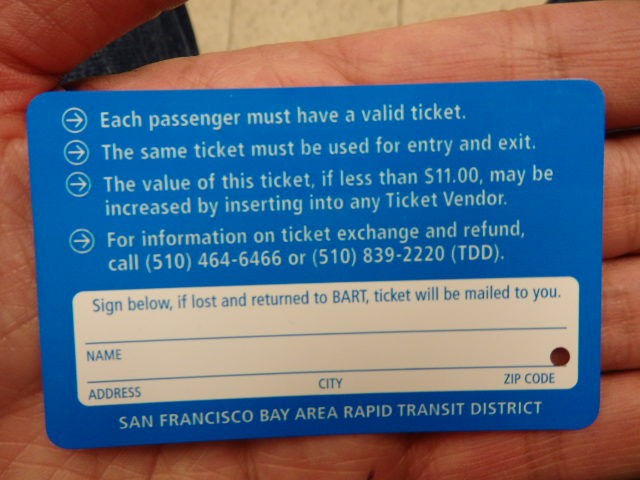 Each passenger must have a valid ticket.
The same ticket must be used for entry and exit.
The value of this ticket, if less than $11.00, may be
increased by inserting into any Ticket Vendor.
For information on ticket exchange and refund,
call (510) 464-6466 or (510) 839-2220 (TDD).
Sign below, if lost and returned to BART, ticket will be mailed to you.
NAME
ADDRESS CITY ZIP CODE
SAN FRANCISCO BAY AREA RAPID TRANSIT DISTRICT